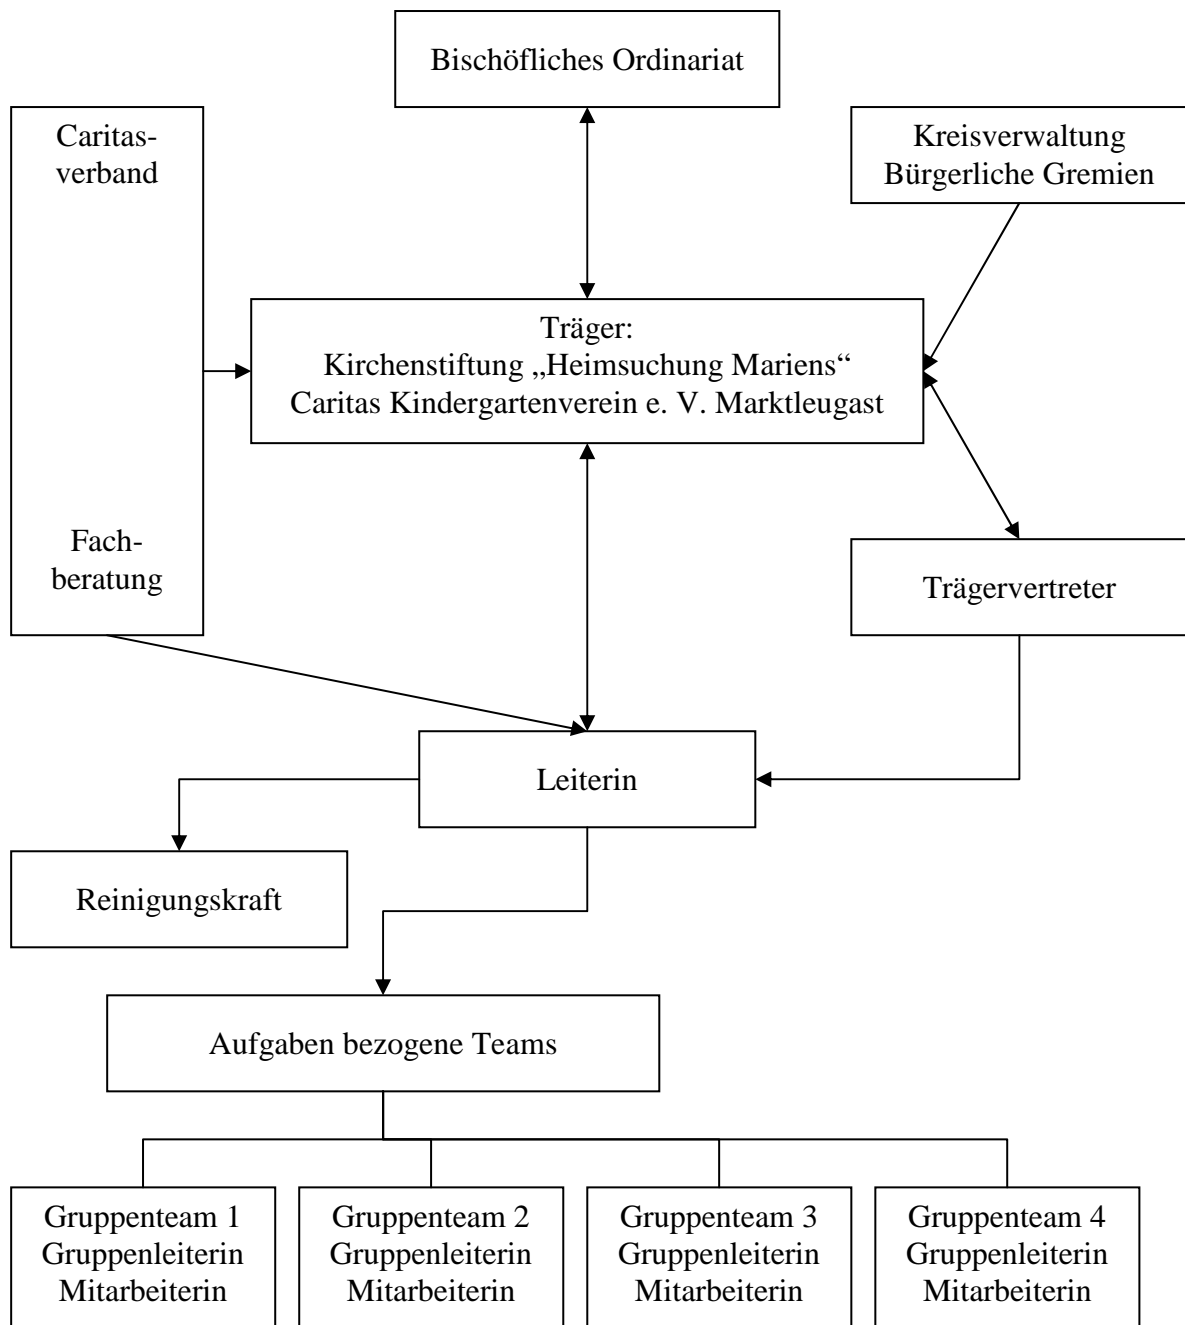 Bischöfliches Ordinariat
Caritas-
verband
Kreisverwaltung
Bürgerliche Gremien
Träger:
Kirchenstiftung „Heimsuchung Mariens“
Caritas Kindergartenverein e. V. Marktleugast
Fach-
beratung
Trägervertreter
Leiterin
Reinigungskraft
Aufgaben bezogene Teams
Gruppenteam 1
Gruppenleiterin
Mitarbeiterin
Gruppenteam 2
Gruppenleiterin
Mitarbeiterin
Gruppenteam 3
Gruppenleiterin
Mitarbeiterin
Gruppenteam 4
Gruppenleiterin
Mitarbeiterin